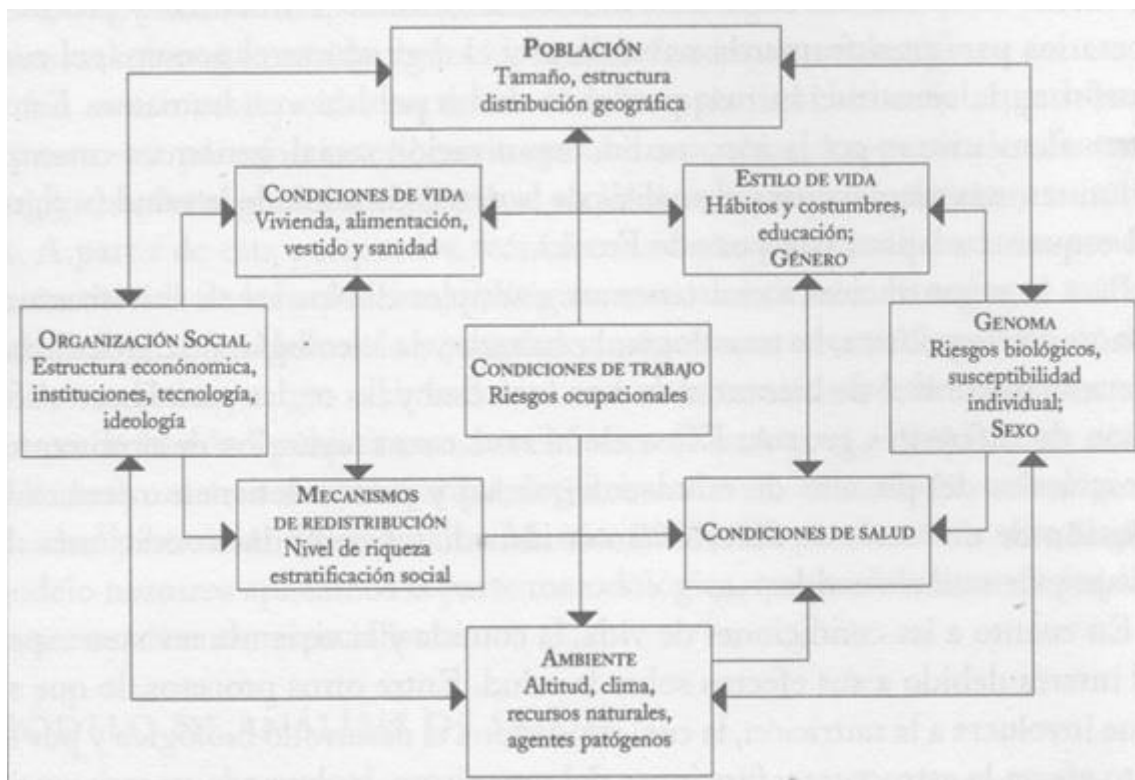 POBLACIÓN
Tamaño, estructura
distribución geográfica
CONDICIONES DE VIDA
Vivienda, alimentación,
vestido y sanidad
ESTILO DE VIDA
Hábitos y costumbres,
educación;
GÉNERO
ORGANIZACIÓN SOCIAL
Estructura econónomica,
instituciones, tecnología,
ideología
CONDICIONES DE TRABAJO
Riesgos ocupacionales
GENOMA
Riesgos biológicos,
susceptibilidad
individual;
SEXO
MECANISMOS
DE REDISTRIBUCIÓN
Nivel de riqueza
estratificación social
CONDICIONES DE SALUD
AMBIENTE
Altitud, clima,
recursos naturales,
agentes patógenos